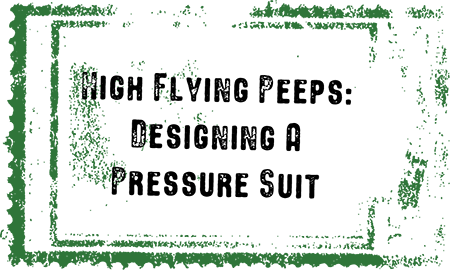 High Flying Peeps:
Designing A
Pressure Suit